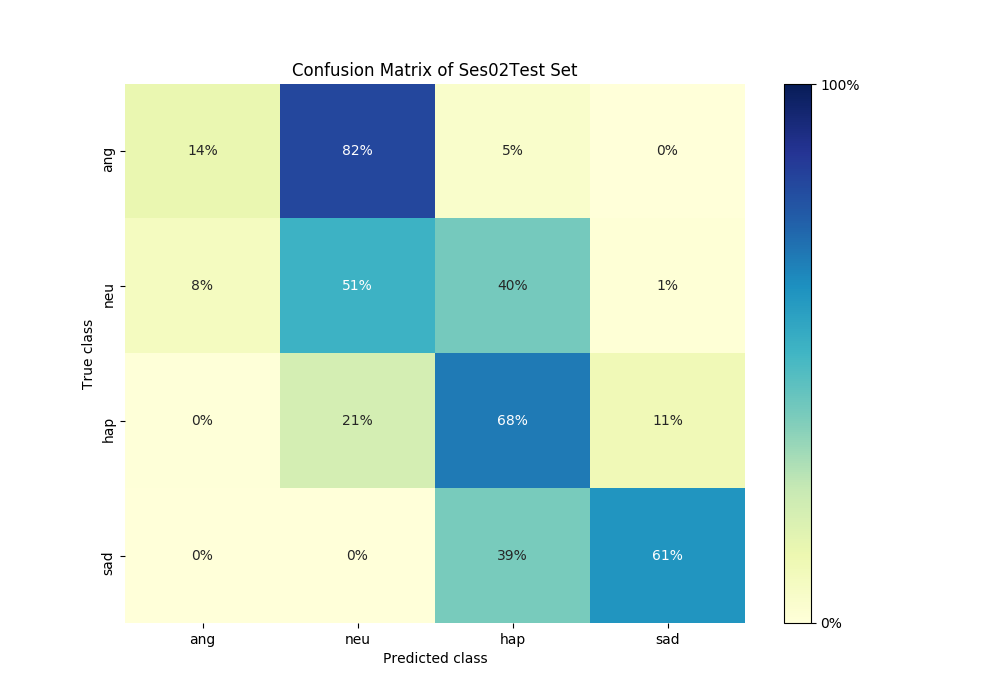 Confusion Matrix of Ses02Test Set
100%
ang 14% 82% 5% 0%
neu 8% 51% 40% 1%
True class
hap 0% 21% 68% 11%
sad 0% 0% 39% 61%
0%
ang neu hap sad
Predicted class